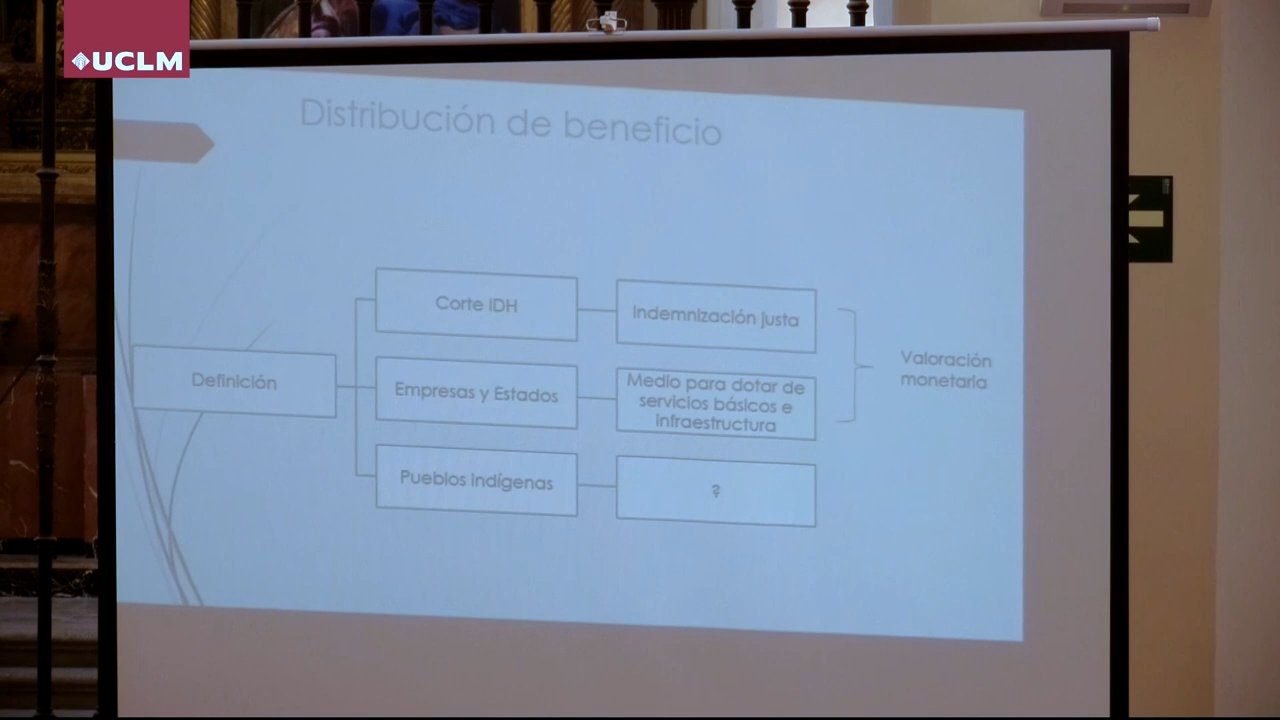 UCLM
Distribución de beneficio
Definición
Corte IDH
Indemnización justa
Empresas y Estados
Medio para dotar de
servicios básicos e
infraestructura
Pueblos indígenas
?
Valoración
monetaria